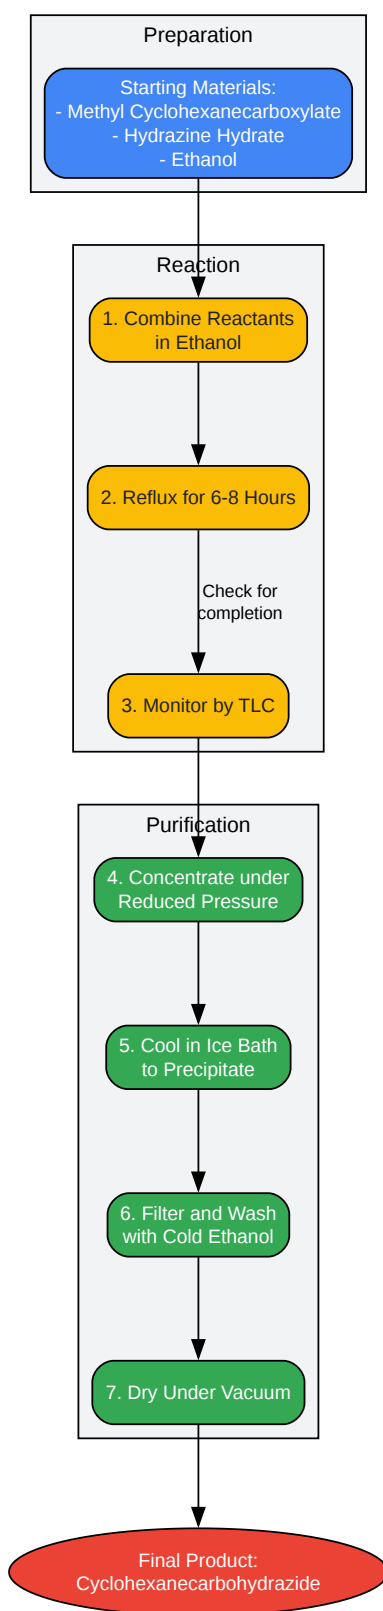 Preparation
Starting Materials:
- Methyl Cyclohexanecarboxylate
- Hydrazine Hydrate
- Ethanol
Reaction
1. Combine Reactants
in Ethanol
2. Reflux for 6-8 Hours
Check for
completion
3. Monitor by TLC
Purification
4. Concentrate under
Reduced Pressure
5. Cool in Ice Bath
to Precipitate
6. Filter and Wash
with Cold Ethanol
7. Dry Under Vacuum
Final Product:
Cyclohexanecarbohydrazide